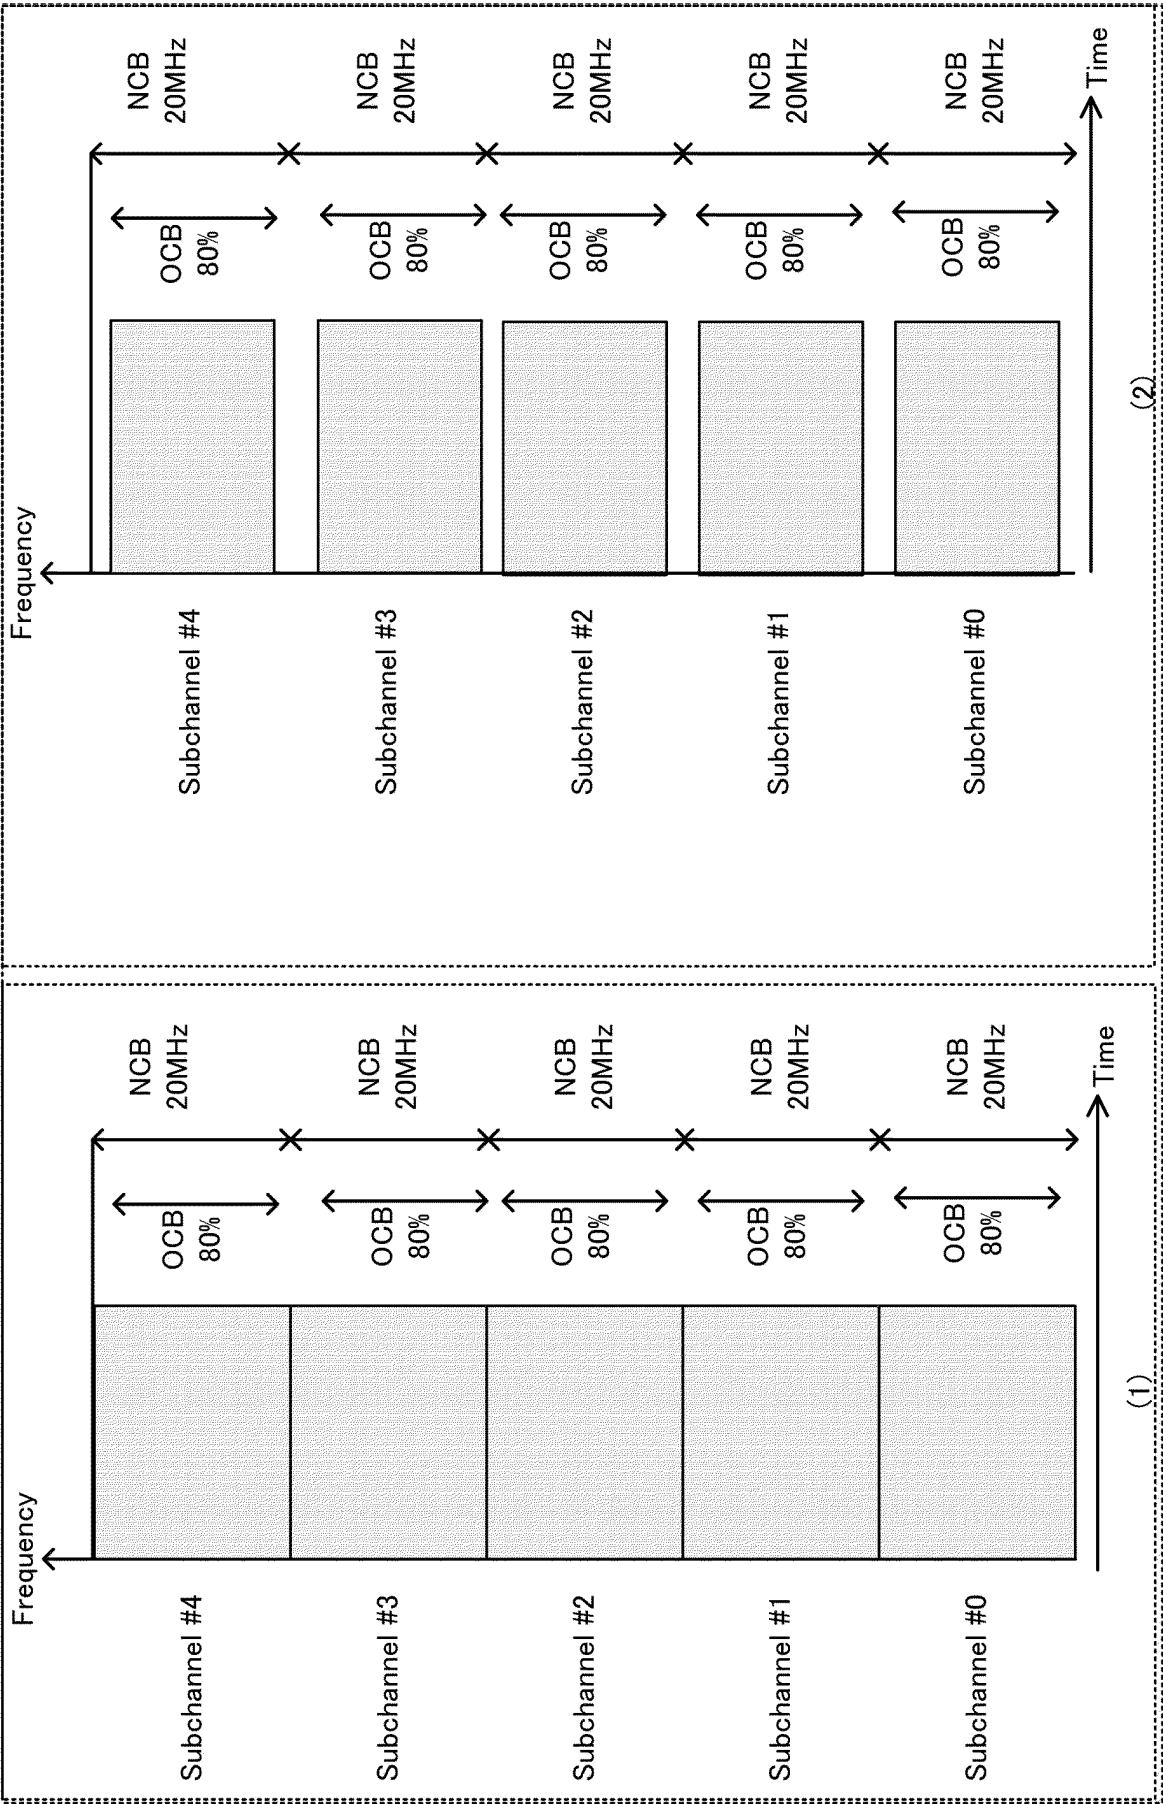 Frequency
Subchannel #4
OCB
80%
NCB
20MHz
Subchannel #3
OCB
80%
NCB
20MHz
Subchannel #2
OCB
80%
NCB
20MHz
Subchannel #1
OCB
80%
NCB
20MHz
Subchannel #0
OCB
80%
NCB
20MHz
Time
(1)
Frequency
Subchannel #4
OCB
80%
NCB
20MHz
Subchannel #3
OCB
80%
NCB
20MHz
Subchannel #2
OCB
80%
NCB
20MHz
Subchannel #1
OCB
80%
NCB
20MHz
Subchannel #0
OCB
80%
NCB
20MHz
Time
(2)